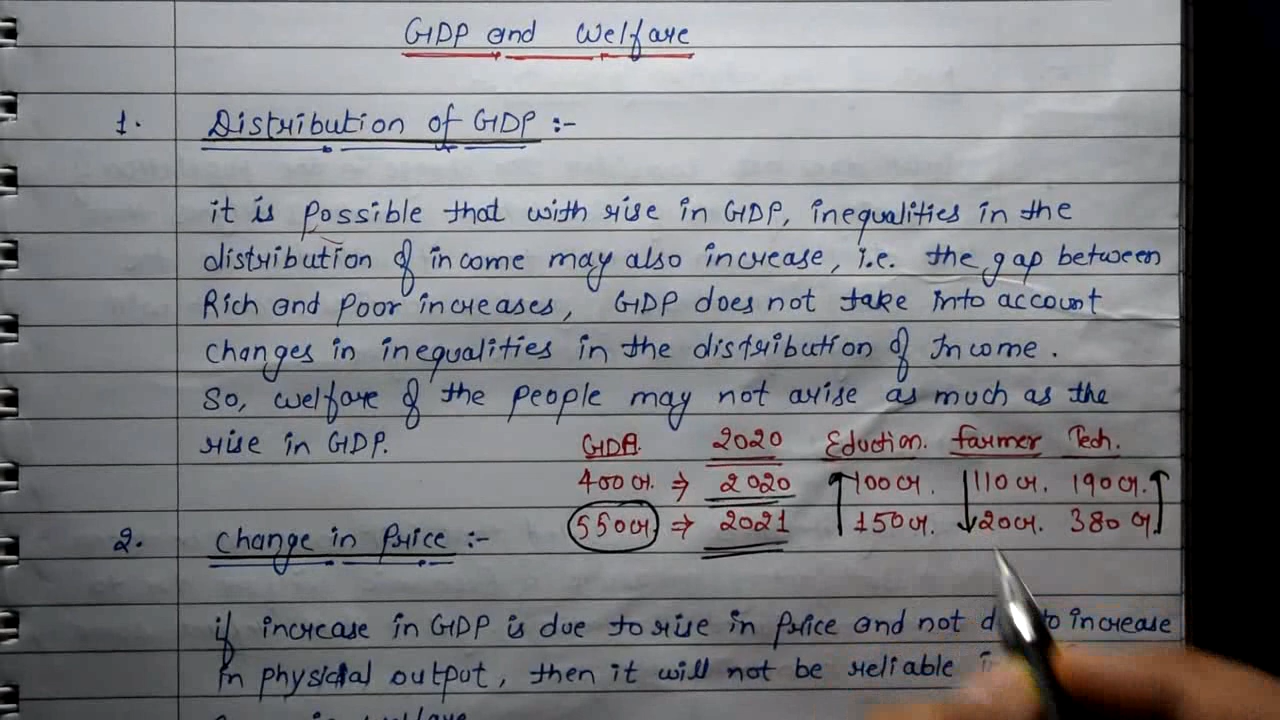 GDP and Welfare
1. Distribution of GDP :-
it is possible that with rise in GDP, inequalities in the
distribution of income may also increase, i.e. the gap between
Rich and poor increases, GDP does not take into account
changes in inequalities in the distribution of Income.
So, welfare of the people may not arise as much as the
rise in GDP.
2020 Eduction. farmer Tech.
400 cr. ⇒ 2020 ↑ 100 cr. ↓ 110 cr. 190 cr. ↑
550 cr. ⇒ 2021 150 cr. 20 cr. 380 cr.
2. Change in Price :-
if increase in GDP is due to rise in price and not to increase
in physical output, then it will not be reliable